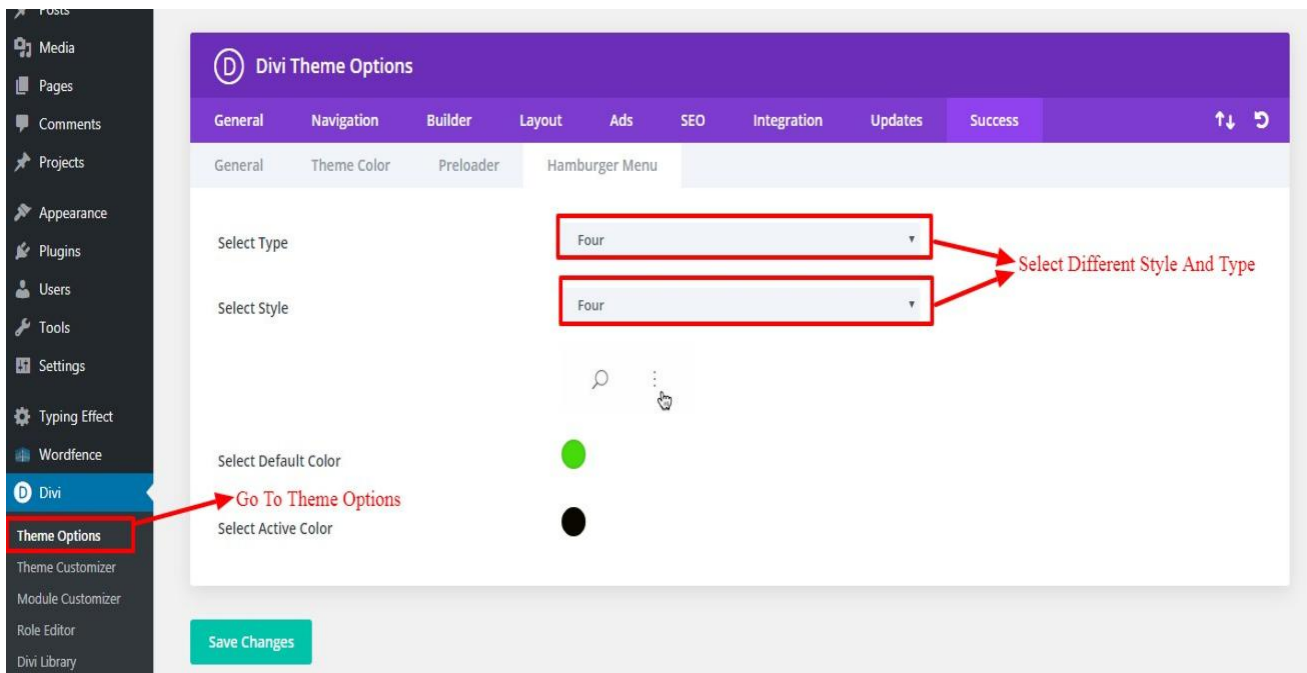 Posts
Media
Pages
Comments
Projects
Appearance
Plugins
Users
Tools
Settings
Typing Effect
Wordfence
D Divi
Theme Options
Theme Customizer
Module Customizer
Role Editor
Divi Library
D Divi Theme Options
General Navigation Builder Layout Ads SEO Integration Updates Success
General Theme Color Preloader Hamburger Menu
Select Type Four
Select Different Style And Type
Select Style Four
Select Default Color
Go To Theme Options
Select Active Color
Save Changes